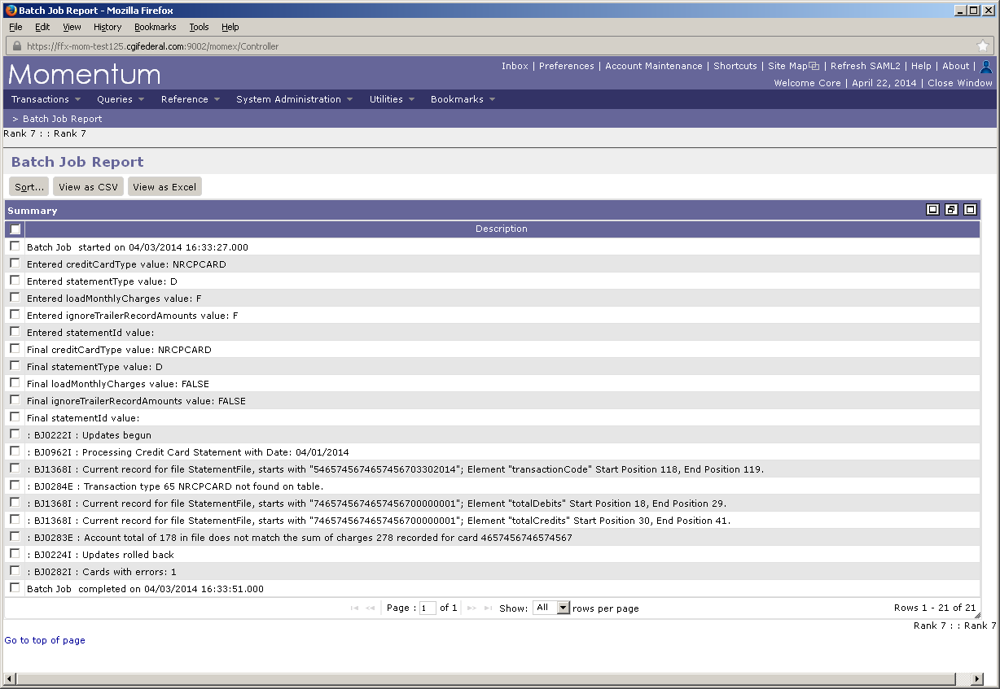 Batch Job Report - Mozilla Firefox
File Edit View History Bookmarks Tools Help
https://ffx-mom-test125.cgifederal.com:9002/momex/Controller
Momentum
Inbox | Preferences | Account Maintenance | Shortcuts | Site Map | Refresh SAML2 | Help | About |
Welcome Core | April 22, 2014 | Close Window
Transactions Queries Reference System Administration Utilities Bookmarks
> Batch Job Report
Rank 7 : : Rank 7
Batch Job Report
Sort... View as CSV View as Excel
Summary
Description
Batch Job  started on 04/03/2014 16:33:27.000
Entered creditCardType value: NRCPCARD
Entered statementType value: D
Entered loadMonthlyCharges value: F
Entered ignoreTrailerRecordAmounts value: F
Entered statementId value:
Final creditCardType value: NRCPCARD
Final statementType value: D
Final loadMonthlyCharges value: FALSE
Final ignoreTrailerRecordAmounts value: FALSE
Final statementId value:
: BJ0222I : Updates begun
: BJ0962I : Processing Credit Card Statement with Date: 04/01/2014
: BJ1368I : Current record for file StatementFile, starts with "5465745674657456703302014"; Element "transactionCode" Start Position 118, End Position 119.
: BJ0284E : Transaction type 65 NRCPCARD not found on table.
: BJ1368I : Current record for file StatementFile, starts with "7465745674657456700000001"; Element "totalDebits" Start Position 18, End Position 29.
: BJ1368I : Current record for file StatementFile, starts with "7465745674657456700000001"; Element "totalCredits" Start Position 30, End Position 41.
: BJ0283E : Account total of 178 in file does not match the sum of charges 278 recorded for card 4657456746574567
: BJ0224I : Updates rolled back
: BJ0282I : Cards with errors: 1
Batch Job  completed on 04/03/2014 16:33:51.000
Page : 1 of 1 Show: All rows per page Rows 1 - 21 of 21
Rank 7 : : Rank 7
Go to top of page